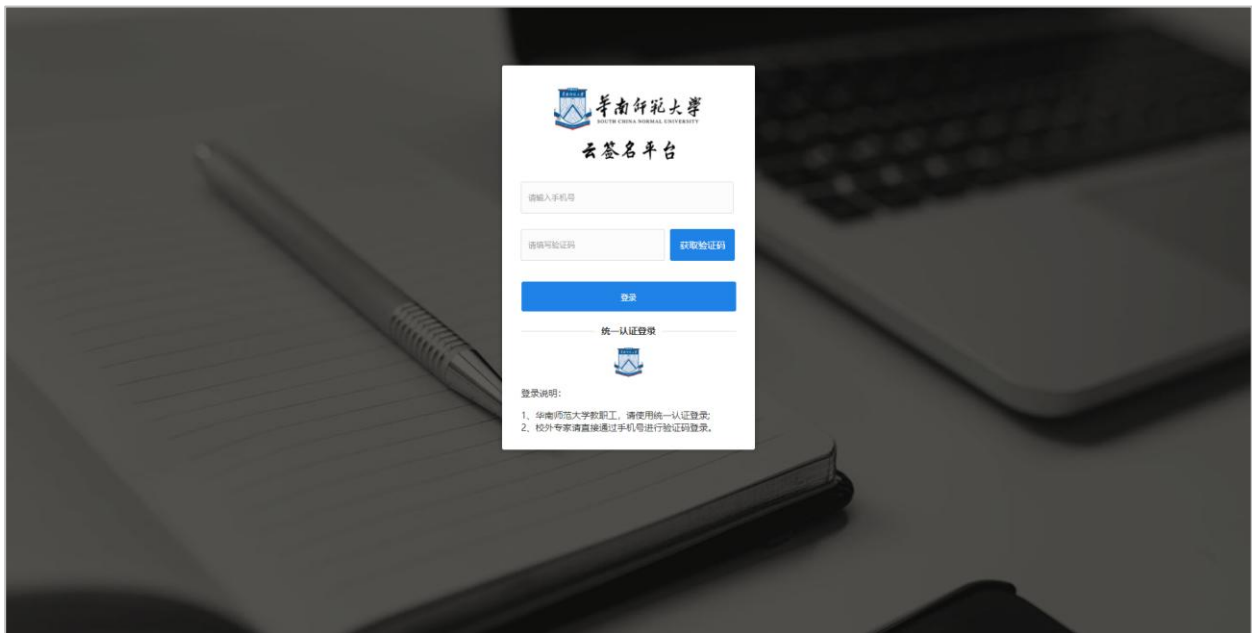 華南师范大学
SOUTH CHINA NORMAL UNIVERSITY
云签名平台
请输入手机号
请填写验证码
获取验证码
登录
统一认证登录
登录说明:
1、华南师范大学教职工，请使用统一认证登录;
2、校外专家请直接通过手机号进行验证码登录。